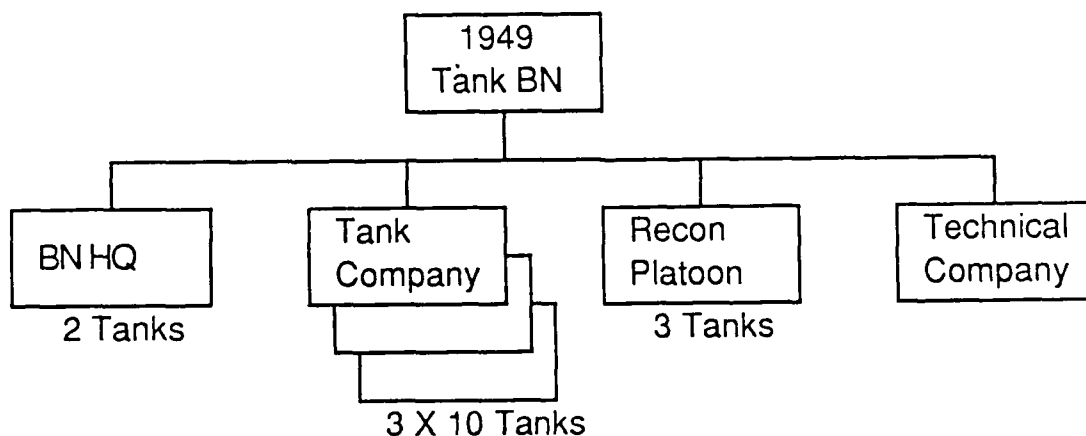 1949
Tank BN
BN HQ
Tank
Company
Recon
Platoon
Technical
Company
2 Tanks
3 Tanks
3 X 10 Tanks